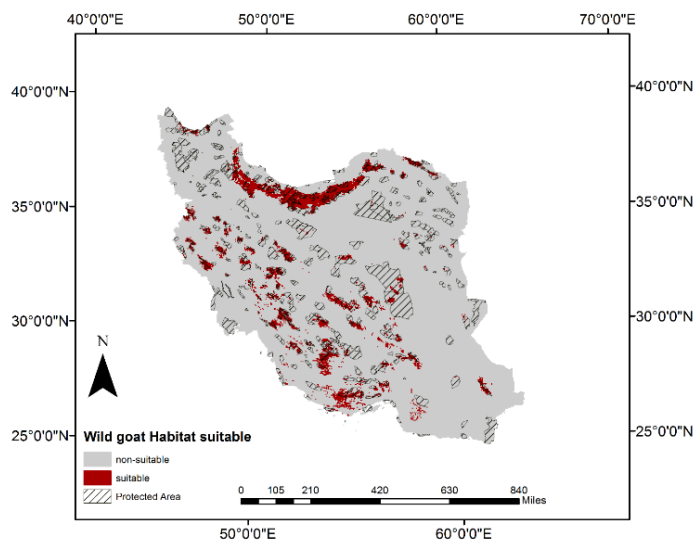 40°0'0"E 50°0'0"E 60°0'0"E 70°0'0"E
40°0'0"N 40°0'0"N
35°0'0"N 35°0'0"N
30°0'0"N 30°0'0"N
25°0'0"N 25°0'0"N
N
Wild goat Habitat suitable
non-suitable
suitable
Protected Area
0 105 210 420 630 840
Miles
50°0'0"E 60°0'0"E